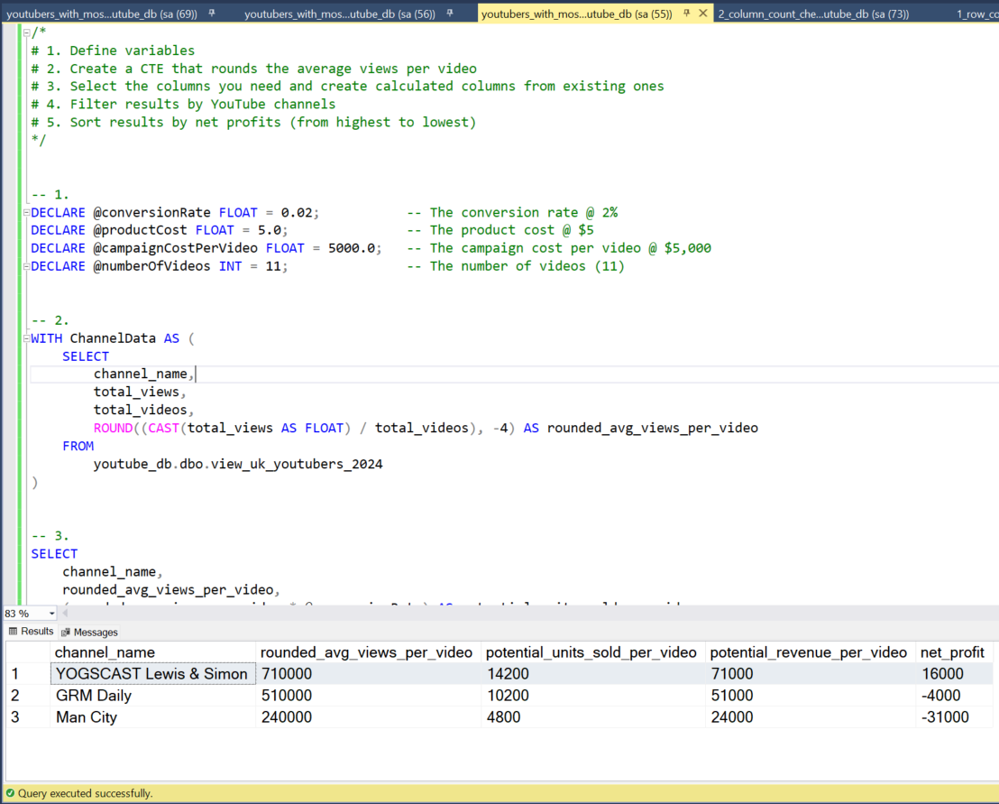 youtubers_with_mos...utube_db (sa (69)) youtubers_with_mos...utube_db (sa (56)) youtubers_with_mos...utube_db (sa (55)) 2_column_count_che...utube_db (sa (73)) 1_row_co
/*
# 1. Define variables
# 2. Create a CTE that rounds the average views per video
# 3. Select the columns you need and create calculated columns from existing ones
# 4. Filter results by YouTube channels
# 5. Sort results by net profits (from highest to lowest)
*/
-- 1.
DECLARE @conversionRate FLOAT = 0.02; -- The conversion rate @ 2%
DECLARE @productCost FLOAT = 5.0; -- The product cost @ $5
DECLARE @campaignCostPerVideo FLOAT = 5000.0; -- The campaign cost per video @ $5,000
DECLARE @numberOfVideos INT = 11; -- The number of videos (11)
-- 2.
WITH ChannelData AS (
SELECT
channel_name,
total_views,
total_videos,
ROUND((CAST(total_views AS FLOAT) / total_videos), -4) AS rounded_avg_views_per_video
FROM
youtube_db.dbo.view_uk_youtubers_2024
)
-- 3.
SELECT
channel_name,
rounded_avg_views_per_video,
83 %
Results Messages
channel_name rounded_avg_views_per_video potential_units_sold_per_video potential_revenue_per_video net_profit
1 YOGSCAST Lewis & Simon 710000 14200 71000 16000
2 GRM Daily 510000 10200 51000 -4000
3 Man City 240000 4800 24000 -31000
Query executed successfully.